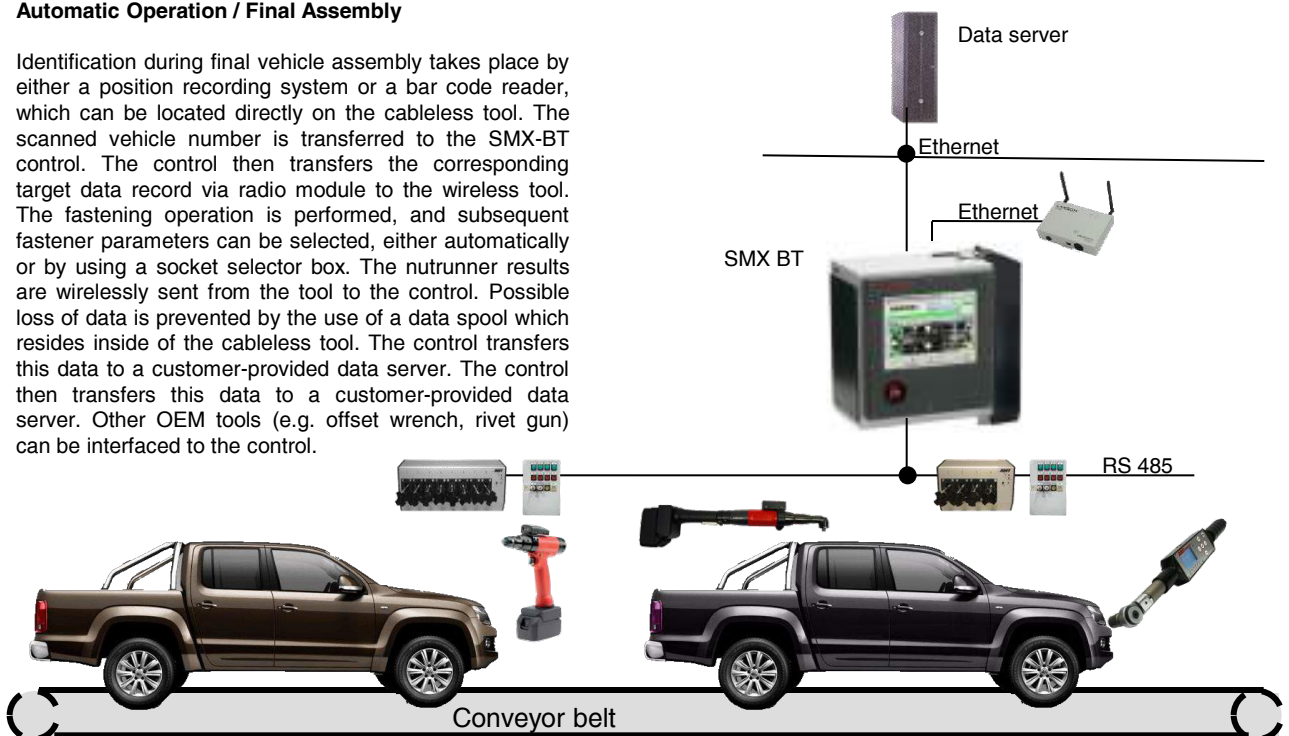 Automatic Operation / Final Assembly
Identification during final vehicle assembly takes place by
either a position recording system or a bar code reader,
which can be located directly on the cableless tool. The
scanned vehicle number is transferred to the SMX-BT
control. The control then transfers the corresponding
target data record via radio module to the wireless tool.
The fastening operation is performed, and subsequent
fastener parameters can be selected, either automatically
or by using a socket selector box. The nutrunner results
are wirelessly sent from the tool to the control. Possible
loss of data is prevented by the use of a data spool which
resides inside of the cableless tool. The control transfers
this data to a customer-provided data server. The control
then transfers this data to a customer-provided data
server. Other OEM tools (e.g. offset wrench, rivet gun)
can be interfaced to the control.
Data server
Ethernet
Ethernet
SMX BT
RS 485
Conveyor belt